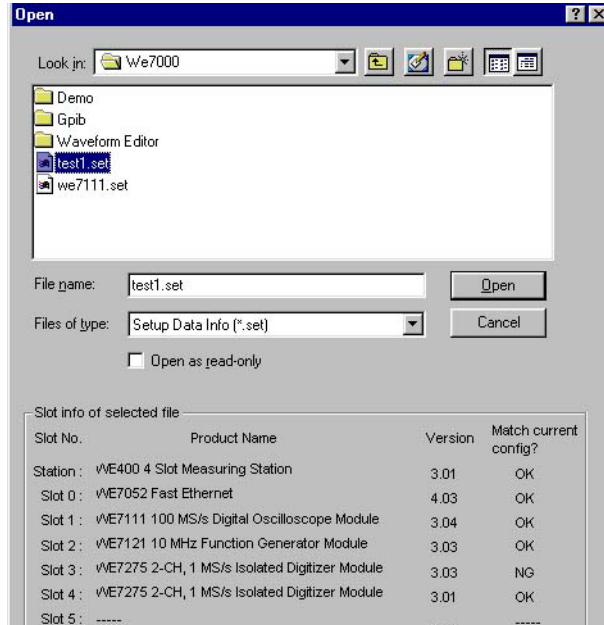 Open
Look in: We7000
Demo
Gpib
Waveform Editor
test1.set
we7111.set
File name: test1.set Open
Files of type: Setup Data Info (*.set) Cancel
Open as read-only
Slot info of selected file
Slot No. Product Name Version Match current config?
Station : WE400 4 Slot Measuring Station 3.01 OK
Slot 0 : WE7052 Fast Ethernet 4.03 OK
Slot 1 : WE7111 100 MS/s Digital Oscilloscope Module 3.04 OK
Slot 2 : WE7121 10 MHz Function Generator Module 3.03 OK
Slot 3 : WE7275 2-CH, 1 MS/s Isolated Digitizer Module 3.03 NG
Slot 4 : WE7275 2-CH, 1 MS/s Isolated Digitizer Module 3.01 OK
Slot 5 : ----- -----